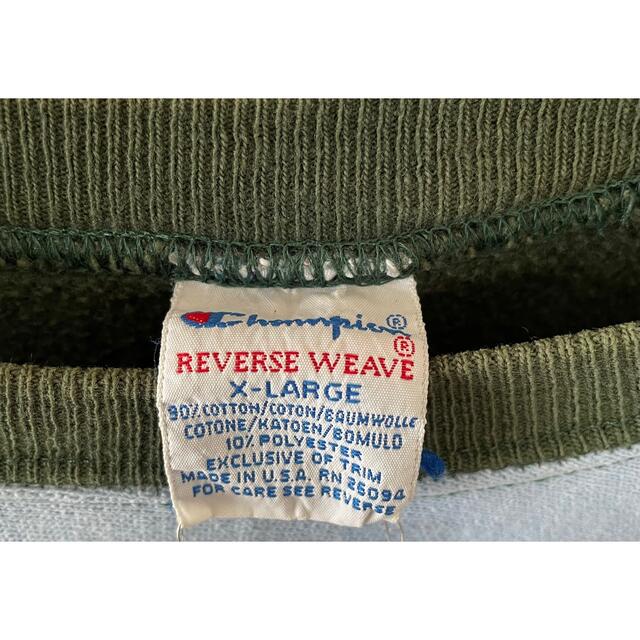 Champion®
REVERSE WEAVE®
X-LARGE
90%COTTON/COTON/BAUMWOLLE
COTONE/KATOEN/BOMULD
10% POLYESTER
EXCLUSIVE OF TRIM
MADE IN U.S.A. RN 26094
FOR CARE SEE REVERSE